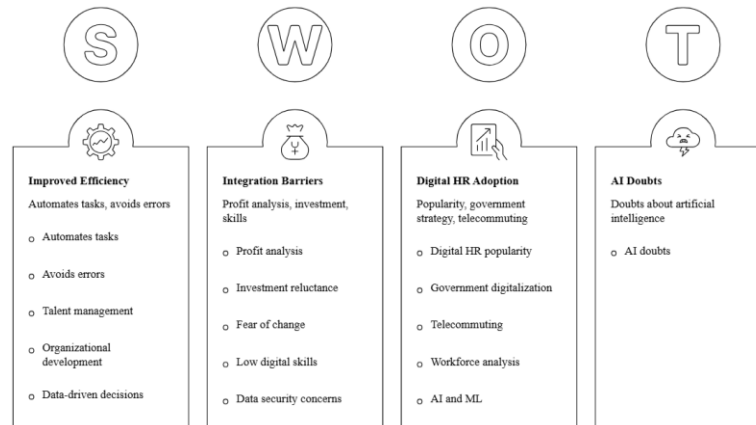 S
W
O
T
Improved Efficiency
Automates tasks, avoids errors
Automates tasks
Avoids errors
Talent management
Organizational
development
Data-driven decisions
Integration Barriers
Profit analysis, investment,
skills
Profit analysis
Investment reluctance
Fear of change
Low digital skills
Data security concerns
Digital HR Adoption
Popularity, government
strategy, telecommuting
Digital HR popularity
Government digitalization
Telecommuting
Workforce analysis
AI and ML
AI Doubts
Doubts about artificial
intelligence
AI doubts